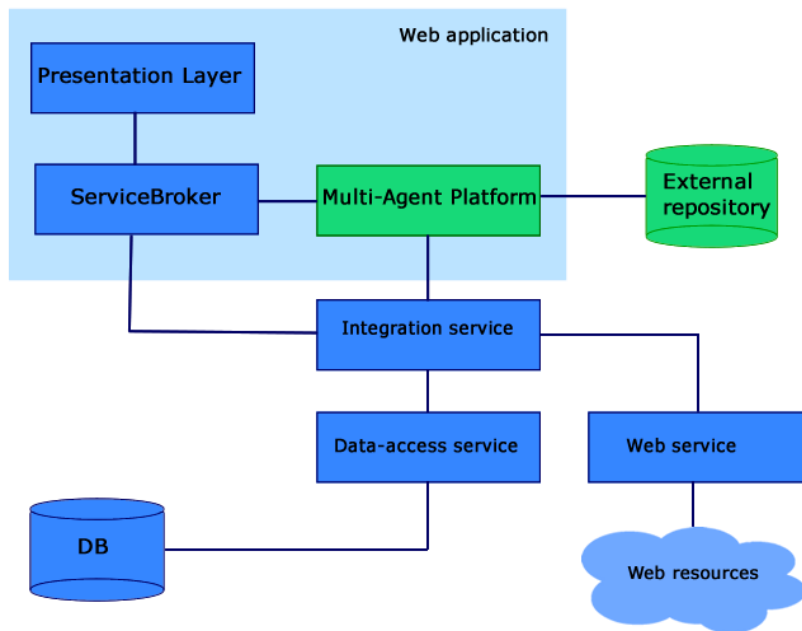 Web application
Presentation Layer
ServiceBroker
Multi-Agent Platform
External
repository
Integration service
Data-access service
Web service
DB
Web resources